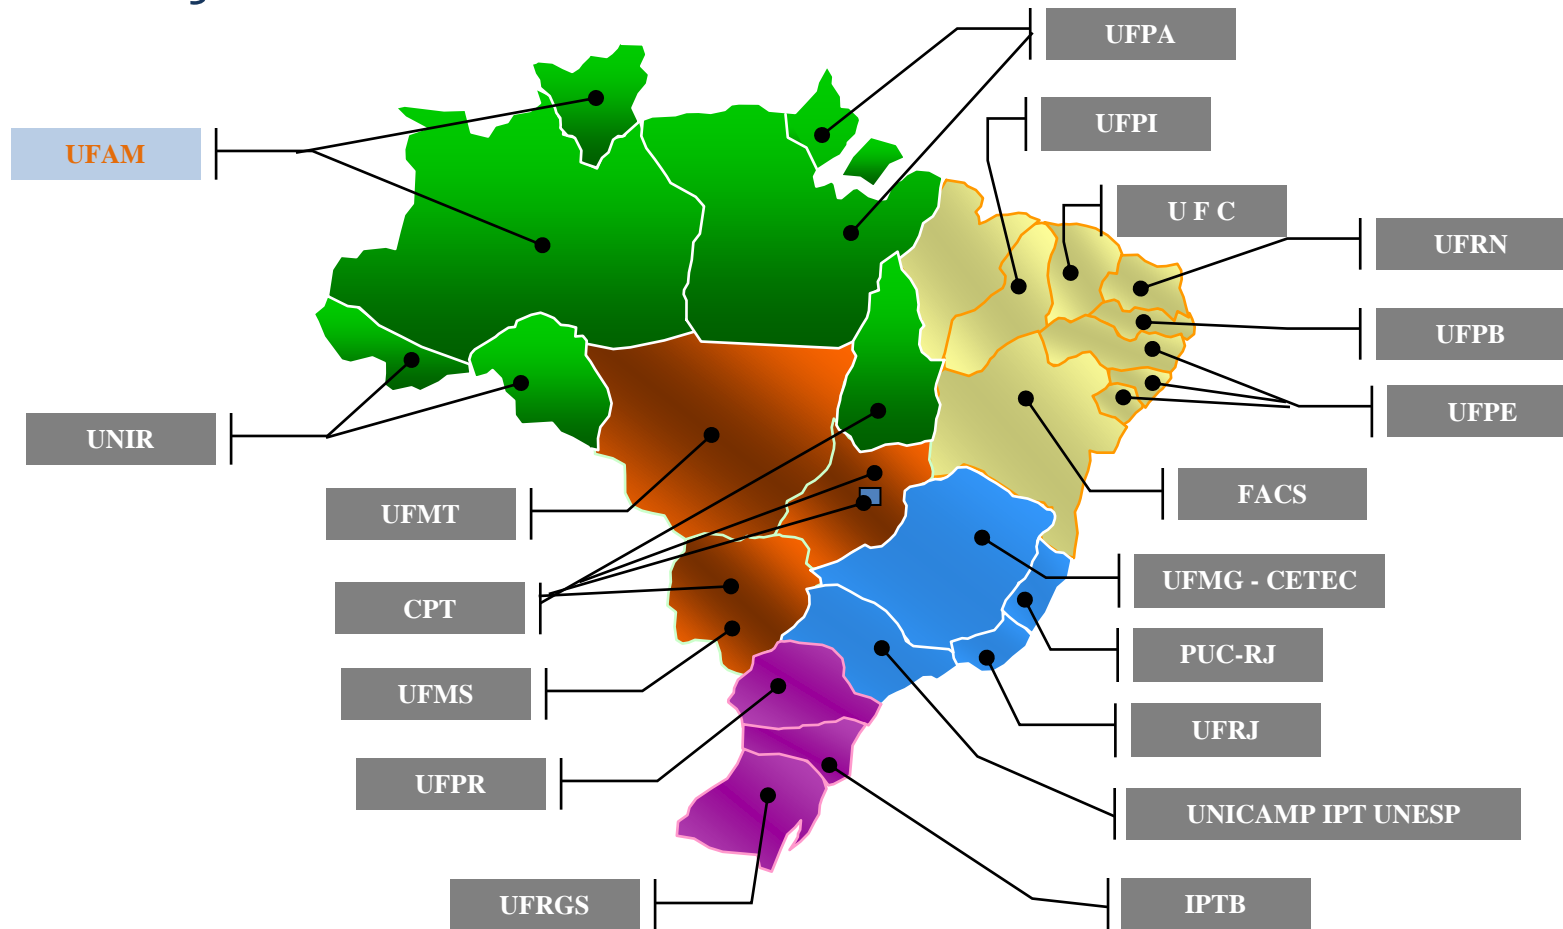 UFPA
UFPI
UFAM
U F C
UFRN
UFPB
UFPE
UNIR
FACS
UFMT
UFMG - CETEC
CPT
PUC-RJ
UFMS
UFRJ
UFPR
UNICAMP IPT UNESP
UFRGS
IPTB